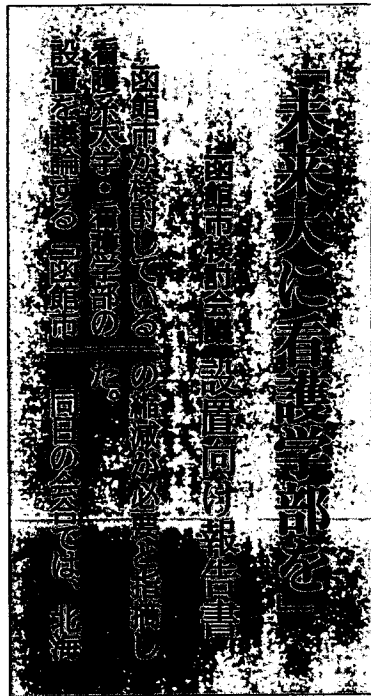 「未来大に看護学部を」
函館市検討会議 設置向け報告書
函館市が検討している
看護系大学・看護学部の
設置を議論する「函館市
の縮減が必要と指摘し
た。
同日の会合では、北海